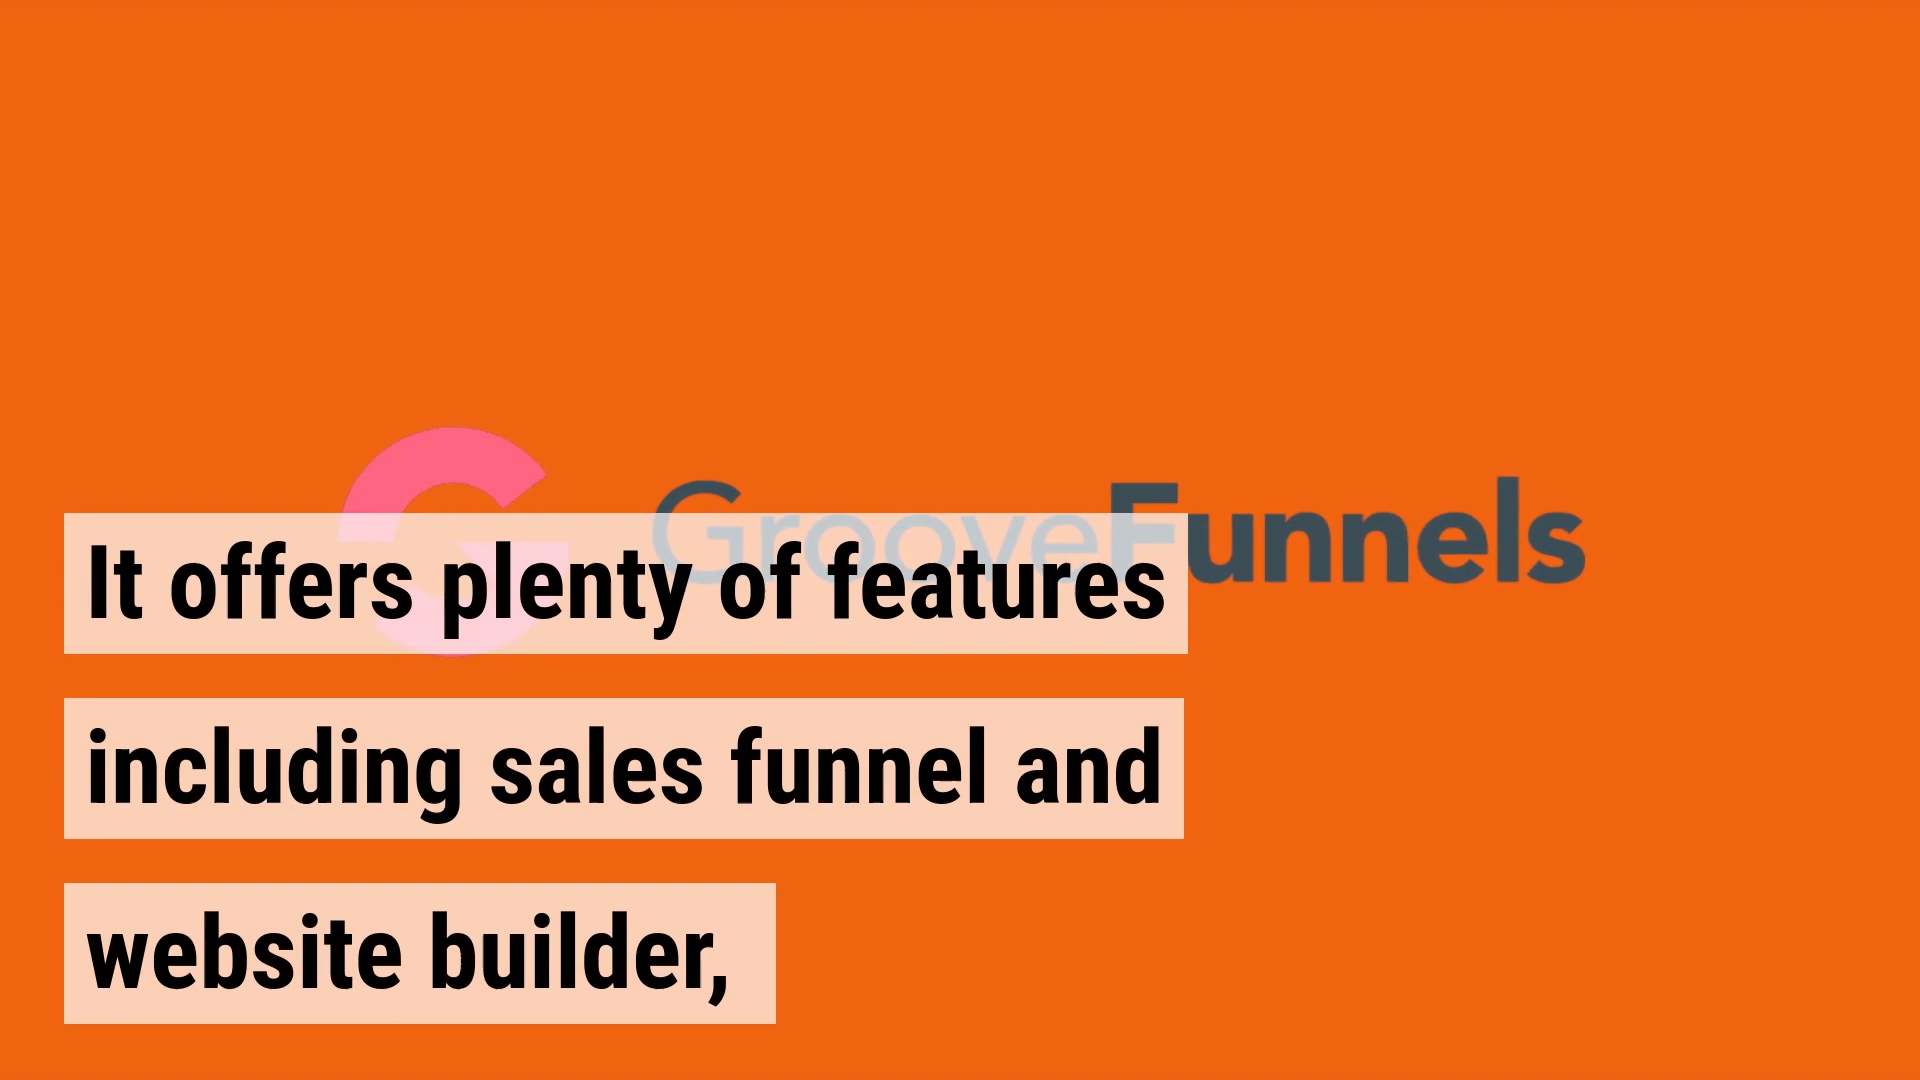 GrooveFunnels
It offers plenty of features
including sales funnel and
website builder,